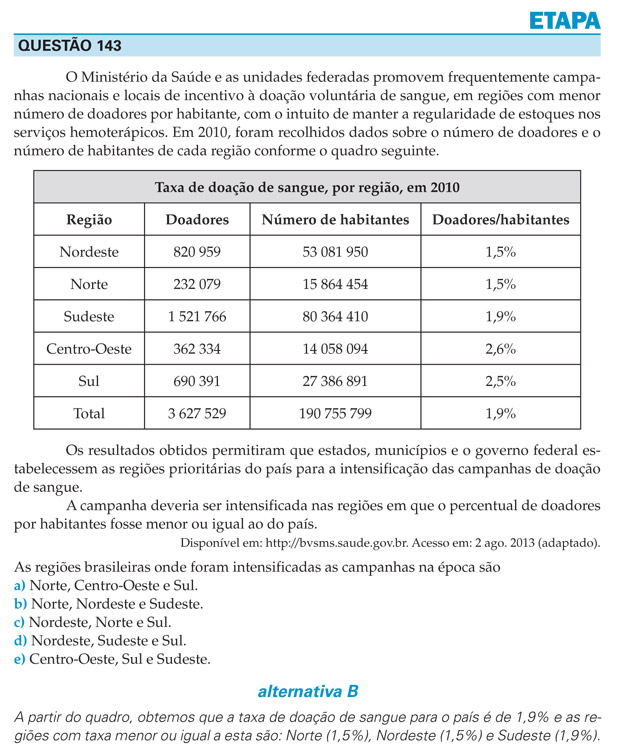 ETAPA
QUESTÃO 143
O Ministério da Saúde e as unidades federadas promovem frequentemente campa-
nhas nacionais e locais de incentivo à doação voluntária de sangue, em regiões com menor
número de doadores por habitante, com o intuito de manter a regularidade de estoques nos
serviços hemoterápicos. Em 2010, foram recolhidos dados sobre o número de doadores e o
número de habitantes de cada região conforme o quadro seguinte.
Taxa de doação de sangue, por região, em 2010
Região Doadores Número de habitantes Doadores/habitantes
Nordeste 820 959 53 081 950 1,5%
Norte 232 079 15 864 454 1,5%
Sudeste 1 521 766 80 364 410 1,9%
Centro-Oeste 362 334 14 058 094 2,6%
Sul 690 391 27 386 891 2,5%
Total 3 627 529 190 755 799 1,9%
Os resultados obtidos permitiram que estados, municípios e o governo federal es-
tabelecessem as regiões prioritárias do país para a intensificação das campanhas de doação
de sangue.
A campanha deveria ser intensificada nas regiões em que o percentual de doadores
por habitantes fosse menor ou igual ao do país.
Disponível em: http://bvsms.saude.gov.br. Acesso em: 2 ago. 2013 (adaptado).
As regiões brasileiras onde foram intensificadas as campanhas na época são
a) Norte, Centro-Oeste e Sul.
b) Norte, Nordeste e Sudeste.
c) Nordeste, Norte e Sul.
d) Nordeste, Sudeste e Sul.
e) Centro-Oeste, Sul e Sudeste.
alternativa B
A partir do quadro, obtemos que a taxa de doação de sangue para o país é de 1,9% e as re-
giões com taxa menor ou igual a esta são: Norte (1,5%), Nordeste (1,5%) e Sudeste (1,9%).